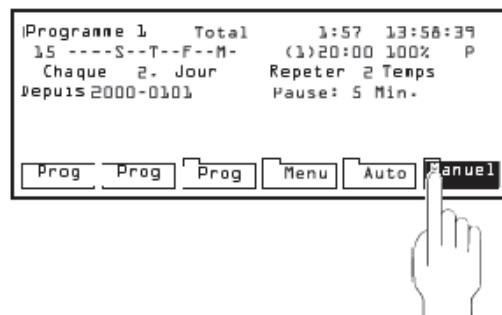 Programme 1 Total 1:57 13:58:39
15 ----S--T--F--M- (1)20:00 100% P
Chaque 2. Jour Repeter 2 Temps
Depuis 2000-0101 Pause: 5 Min.
Prog Prog Prog Menu Auto Manuel